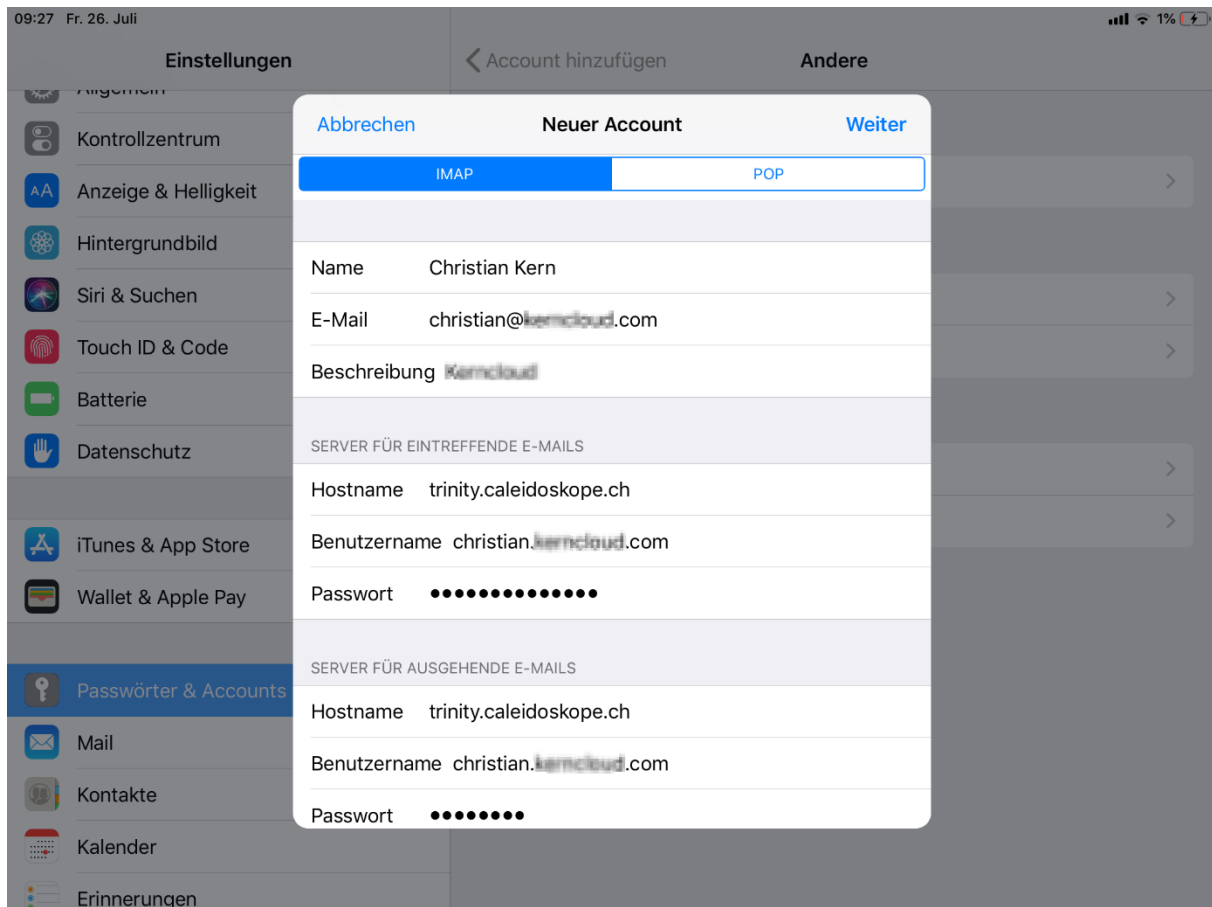 09:27 Fr. 26. Juli 1%
Einstellungen
Account hinzufügen
Andere
Allgemein
Kontrollzentrum
Anzeige & Helligkeit
Hintergrundbild
Siri & Suchen
Touch ID & Code
Batterie
Datenschutz
iTunes & App Store
Wallet & Apple Pay
Passwörter & Accounts
Mail
Kontakte
Kalender
Erinnerungen
Abbrechen Neuer Account Weiter
IMAP POP
Name Christian Kern
E-Mail christian@ .com
Beschreibung
SERVER FÜR EINTREFFENDE E-MAILS
Hostname trinity.caleidoskope.ch
Benutzername christian. .com
Passwort ••••••••••••••
SERVER FÜR AUSGEHENDE E-MAILS
Hostname trinity.caleidoskope.ch
Benutzername christian. .com
Passwort ••••••••